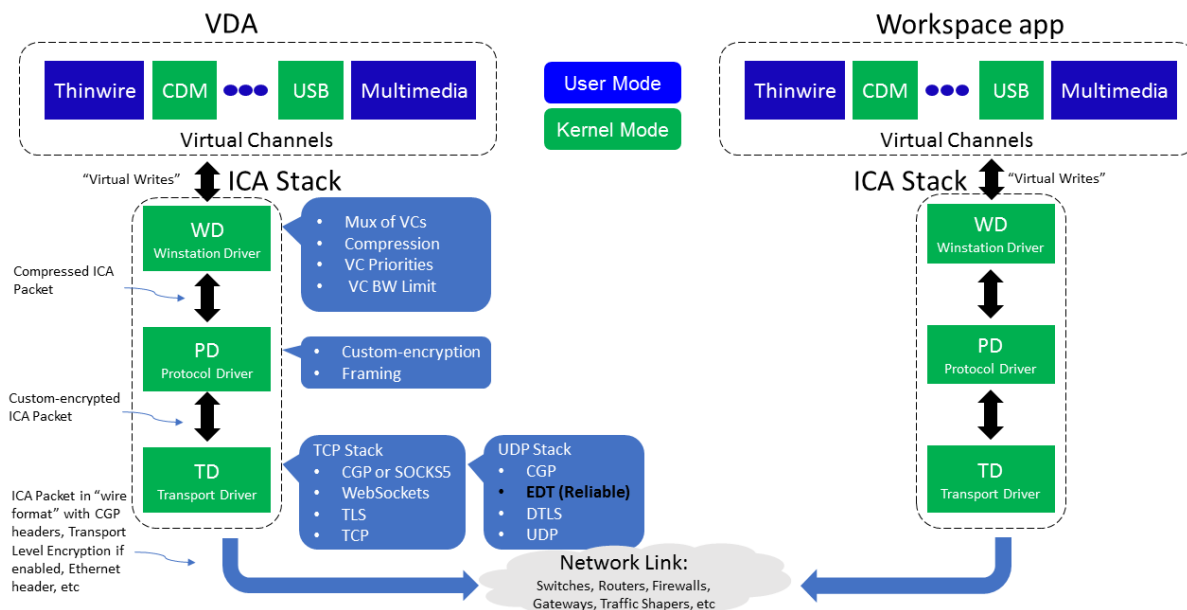 VDA
Thinwire
CDM
USB
Multimedia
Virtual Channels
"Virtual Writes"
ICA Stack
WD
Winstation Driver
• Mux of VCs
• Compression
• VC Priorities
• VC BW Limit
Compressed ICA
Packet
PD
Protocol Driver
• Custom-encryption
• Framing
Custom-encrypted
ICA Packet
TD
Transport Driver
TCP Stack
• CGP or SOCKS5
• WebSockets
• TLS
• TCP
UDP Stack
• CGP
• EDT (Reliable)
• DTLS
• UDP
ICA Packet in "wire
format" with CGP
headers, Transport
Level Encryption if
enabled, Ethernet
header, etc
User Mode
Kernel Mode
Workspace app
Thinwire
CDM
USB
Multimedia
Virtual Channels
ICA Stack
"Virtual Writes"
WD
Winstation Driver
PD
Protocol Driver
TD
Transport Driver
Network Link:
Switches, Routers, Firewalls,
Gateways, Traffic Shapers, etc